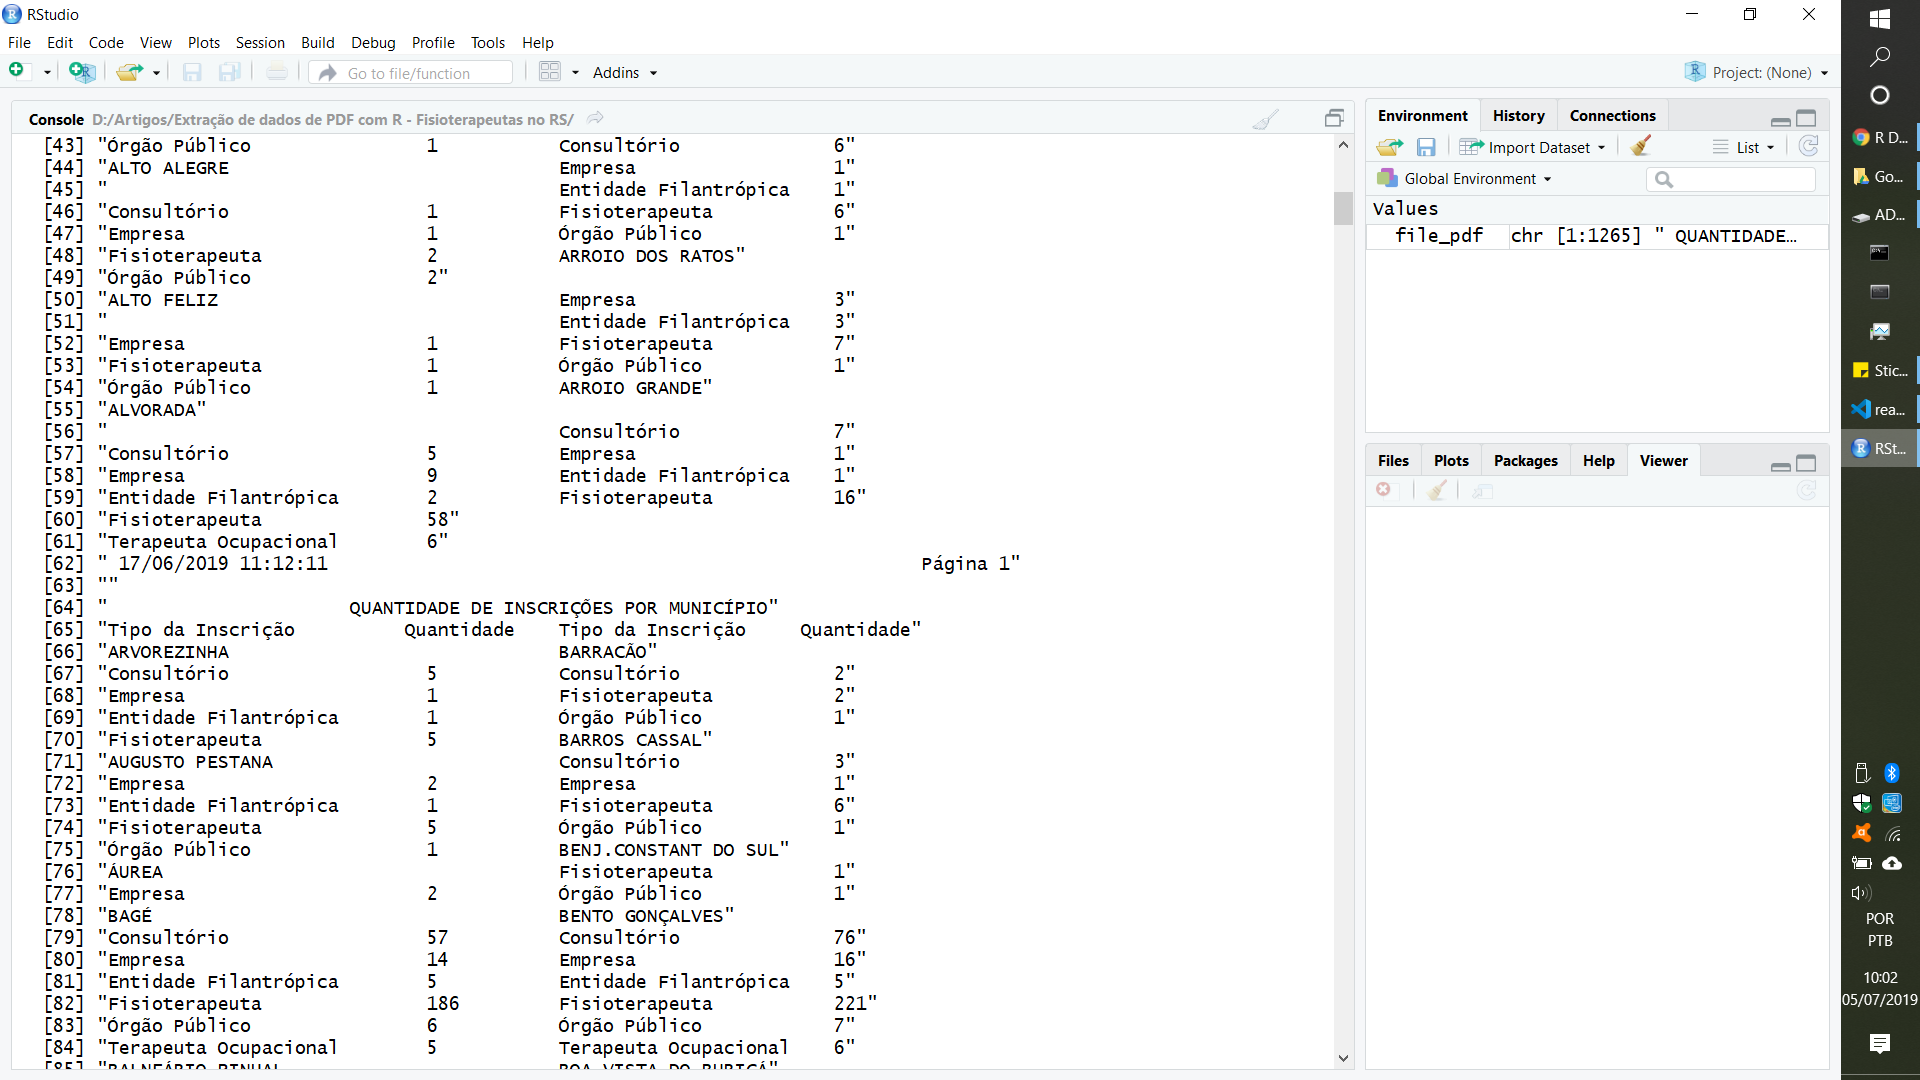 RStudio
File Edit Code View Plots Session Build Debug Profile Tools Help
Go to file/function Addins Project: (None)
Console D:/Artigos/Extração de dados de PDF com R - Fisioterapeutas no RS/
[43] "Órgão Público 1 Consultório 6"
[44] "ALTO ALEGRE Empresa 1"
[45] " Entidade Filantrópica 1"
[46] "Consultório 1 Fisioterapeuta 6"
[47] "Empresa 1 Órgão Público 1"
[48] "Fisioterapeuta 2 ARROIO DOS RATOS"
[49] "Órgão Público 2"
[50] "ALTO FELIZ Empresa 3"
[51] " Entidade Filantrópica 3"
[52] "Empresa 1 Fisioterapeuta 7"
[53] "Fisioterapeuta 1 Órgão Público 1"
[54] "Órgão Público 1 ARROIO GRANDE"
[55] "ALVORADA"
[56] " Consultório 7"
[57] "Consultório 5 Empresa 1"
[58] "Empresa 9 Entidade Filantrópica 1"
[59] "Entidade Filantrópica 2 Fisioterapeuta 16"
[60] "Fisioterapeuta 58"
[61] "Terapeuta Ocupacional 6"
[62] " 17/06/2019 11:12:11 Página 1"
[63] ""
[64] " QUANTIDADE DE INSCRIÇÕES POR MUNICÍPIO"
[65] "Tipo da Inscrição Quantidade Tipo da Inscrição Quantidade"
[66] "ARVOREZINHA BARRACÃO"
[67] "Consultório 5 Consultório 2"
[68] "Empresa 1 Fisioterapeuta 2"
[69] "Entidade Filantrópica 1 Órgão Público 1"
[70] "Fisioterapeuta 5 BARROS CASSAL"
[71] "AUGUSTO PESTANA Consultório 3"
[72] "Empresa 2 Empresa 1"
[73] "Entidade Filantrópica 1 Fisioterapeuta 6"
[74] "Fisioterapeuta 5 Órgão Público 1"
[75] "Órgão Público 1 BENJ.CONSTANT DO SUL"
[76] "ÁUREA Fisioterapeuta 1"
[77] "Empresa 2 Órgão Público 1"
[78] "BAGÉ BENTO GONÇALVES"
[79] "Consultório 57 Consultório 76"
[80] "Empresa 14 Empresa 16"
[81] "Entidade Filantrópica 5 Entidade Filantrópica 5"
[82] "Fisioterapeuta 186 Fisioterapeuta 221"
[83] "Órgão Público 6 Órgão Público 7"
[84] "Terapeuta Ocupacional 5 Terapeuta Ocupacional 6"
Environment History Connections
Import Dataset List
Global Environment
Values
file_pdf chr [1:1265] " QUANTIDADE…
Files Plots Packages Help Viewer
R D...
Go...
AD...
Stic...
rea...
RSt...
POR
PTB
10:02
05/07/2019